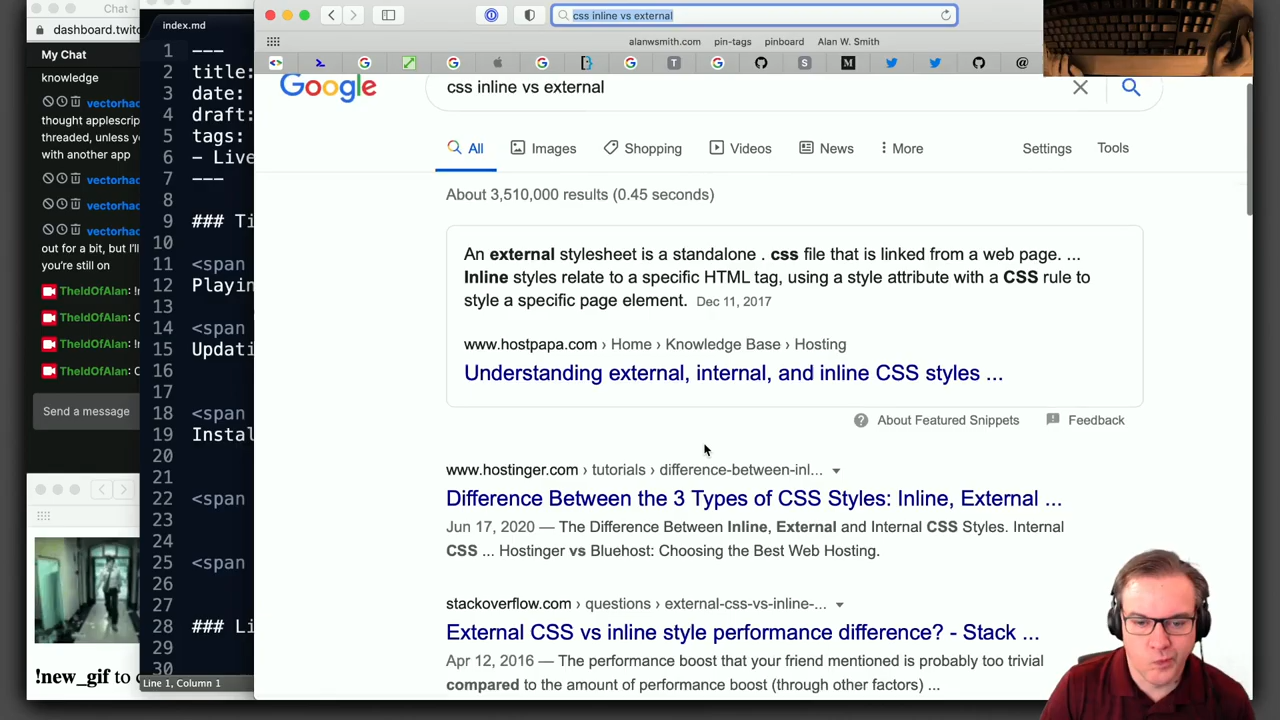 Chat -
dashboard.twitc
My Chat
knowledge
vectorhac
thought applescrip
threaded, unless y
with another app
vectorhac
vectorhac
vectorhac
out for a bit, but I'll
you're still on
TheIdOfAlan: !n
TheIdOfAlan: C
TheIdOfAlan: !n
TheIdOfAlan: C
Send a message
!new_gif to c
index.md
1 ---
2 title:
3 date:
4 draft:
5 tags:
6 - Live
7 ---
8
9 ### Ti
10
11 <span
12 Playin
13
14 <span
15 Updati
16
17
18 <span
19 Instal
20
21
22 <span
23
24
25 <span
26
27
28 ### Li
29
30
Line 1, Column 1
css inline vs external
alanwsmith.com pin-tags pinboard Alan W. Smith
Google
css inline vs external
All Images Shopping Videos News More Settings Tools
About 3,510,000 results (0.45 seconds)
An external stylesheet is a standalone . css file that is linked from a web page. ...
Inline styles relate to a specific HTML tag, using a style attribute with a CSS rule to
style a specific page element. Dec 11, 2017
www.hostpapa.com › Home › Knowledge Base › Hosting
Understanding external, internal, and inline CSS styles ...
About Featured Snippets Feedback
www.hostinger.com › tutorials › difference-between-inl...
Difference Between the 3 Types of CSS Styles: Inline, External ...
Jun 17, 2020 — The Difference Between Inline, External and Internal CSS Styles. Internal
CSS ... Hostinger vs Bluehost: Choosing the Best Web Hosting.
stackoverflow.com › questions › external-css-vs-inline-...
External CSS vs inline style performance difference? - Stack ...
Apr 12, 2016 — The performance boost that your friend mentioned is probably too trivial
compared to the amount of performance boost (through other factors) ...